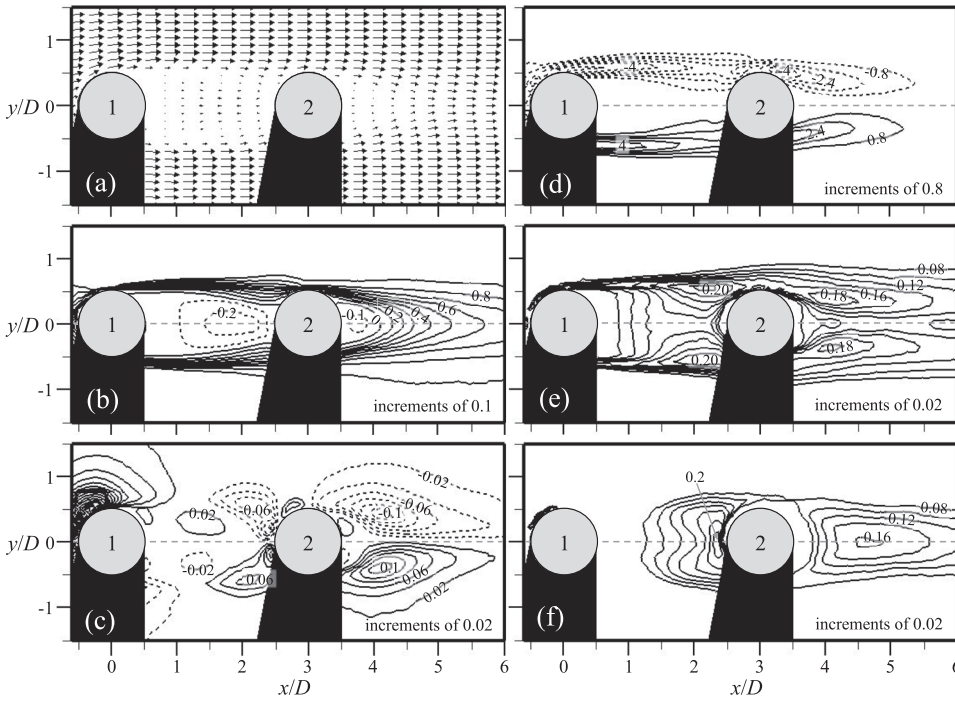 1
y/D 0
-1
1
2
(a)
-4
-4
2.4
-0.8
1
2
2.4
4
0.8
(d)
increments of 0.8
1
y/D 0
-1
0.8
-0.2
-0.1
0
0.2
0.4
0.6
1
2
(b)
increments of 0.1
0.08
0.20
0.18
0.16
0.12
1
2
0.20
0.18
(e)
increments of 0.02
1
y/D 0
-1
-0.02
-0.06
-0.06
0.02
-0.1
1
2
-0.02
-0.06
0.1
0.06
0.02
(c)
increments of 0.02
0 1 2 3 4 5 6
x/D
0.2
0.08
0.12
0.16
1
2
(f)
increments of 0.02
0 1 2 3 4 5 6
x/D